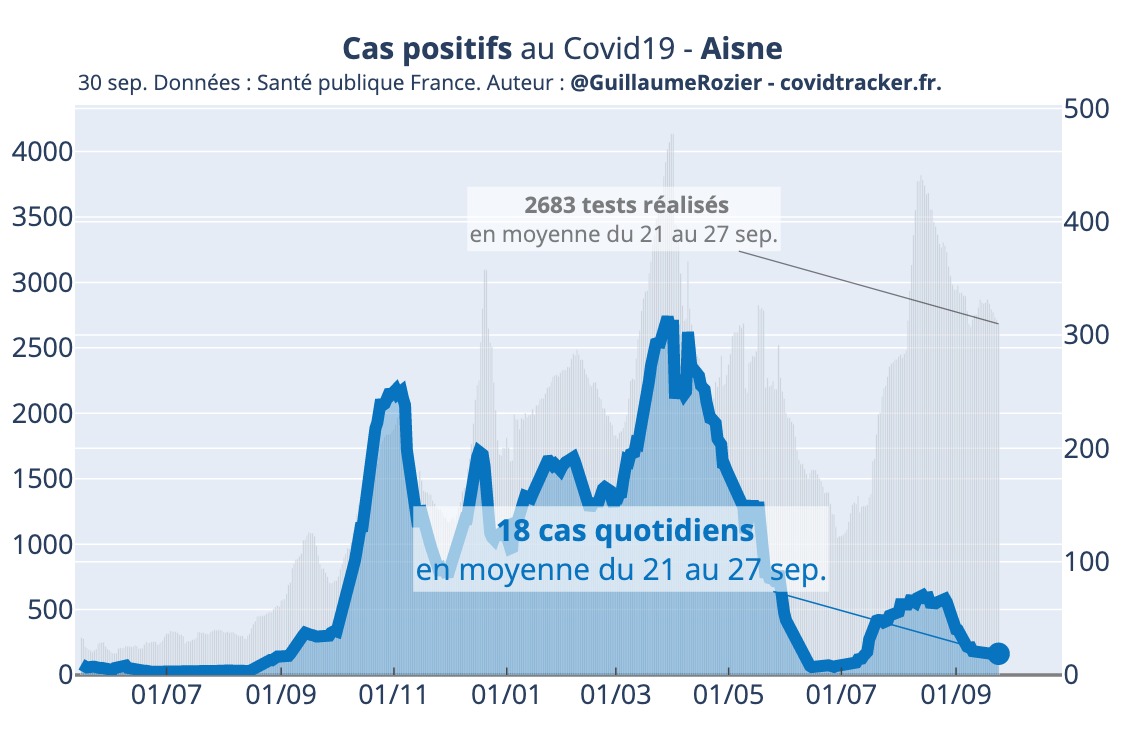 Cas positifs au Covid19 - Aisne
30 sep. Données : Santé publique France. Auteur : @GuillaumeRozier - covidtracker.fr.
500
4000
2683 tests réalisés
3500
400
en moyenne du 21 au 27 sep.
3000
300
2500
2000
200
1500
18 cas quotidiens
1000
100
en moyenne du 21 au 27 sep.
500
0
0
01/07 01/09 01/11 01/01 01/03 01/05 01/07 01/09